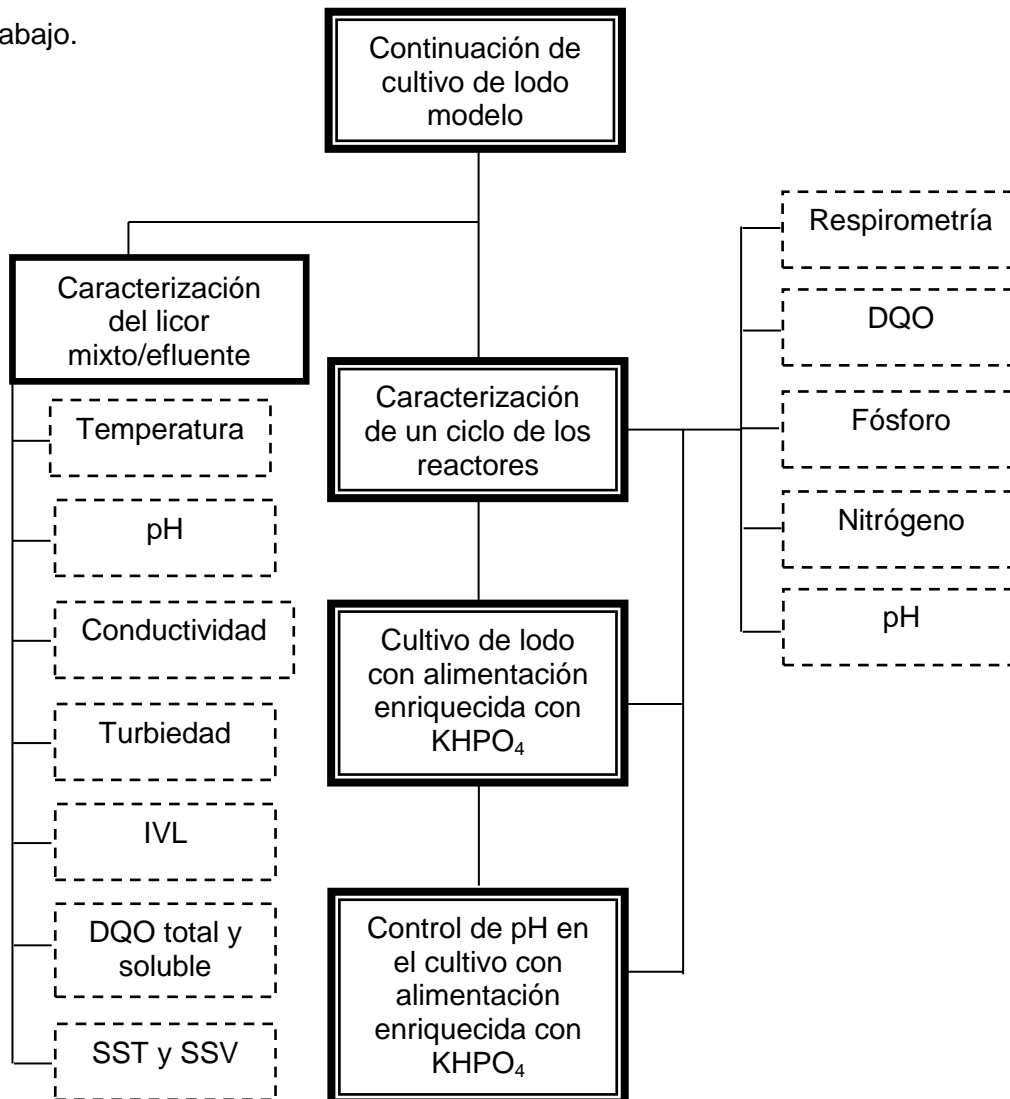 abajo.
Continuación de
cultivo de lodo
modelo
Caracterización
del licor
mixto/efluente
Temperatura
pH
Conductividad
Turbiedad
IVL
DQO total y
soluble
SST y SSV
Caracterización
de un ciclo de los
reactores
Cultivo de lodo
con alimentación
enriquecida con
KHPO₄
Control de pH en
el cultivo con
alimentación
enriquecida con
KHPO₄
Respirometría
DQO
Fósforo
Nitrógeno
pH